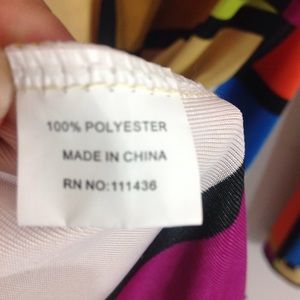 100% POLYESTER
MADE IN CHINA
RN NO:111436